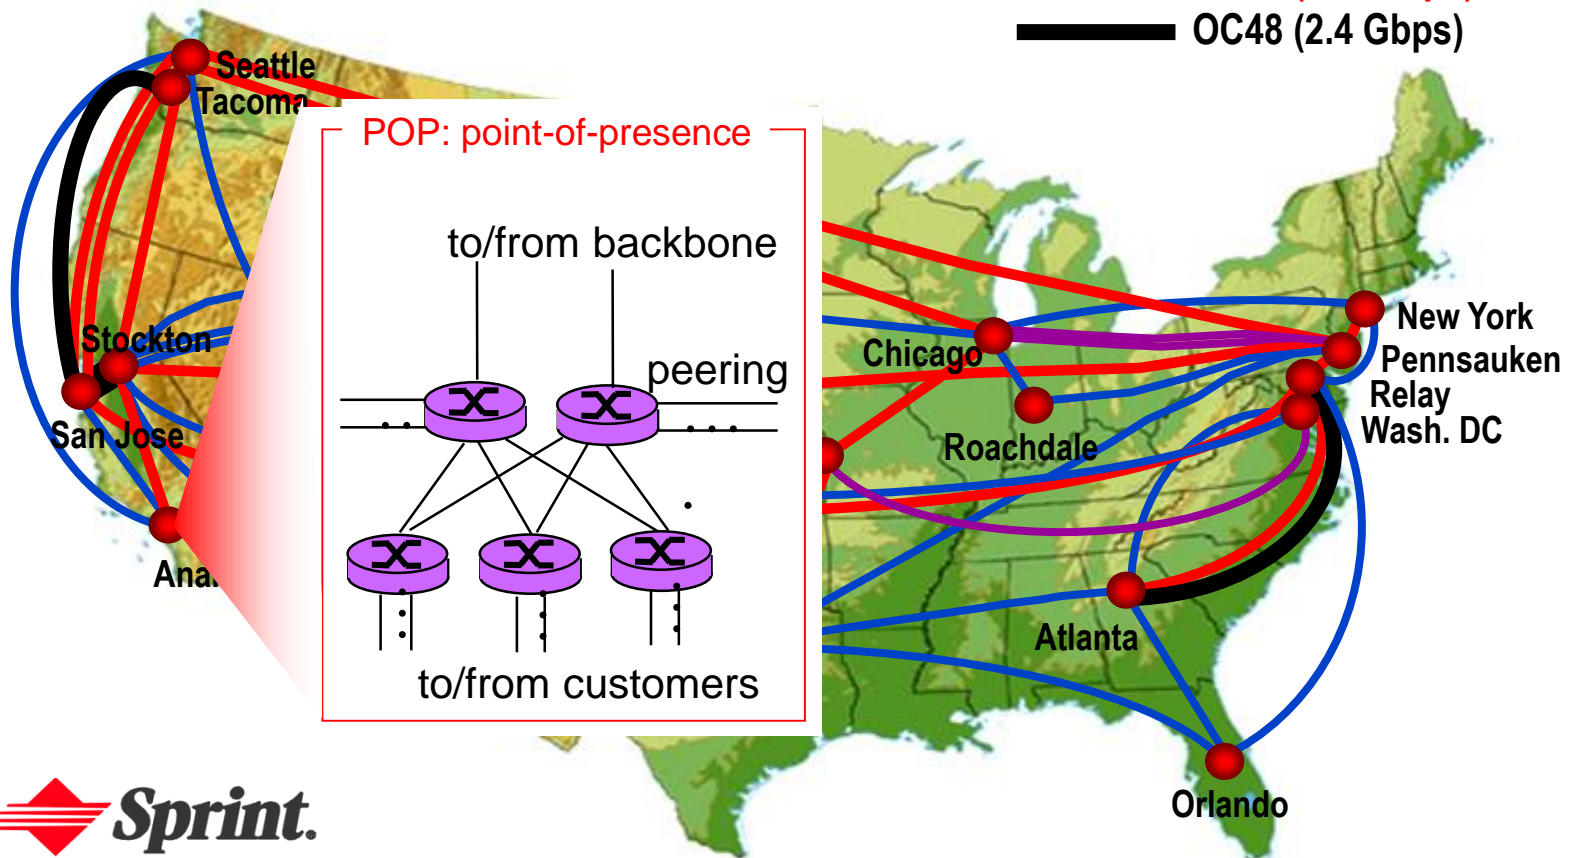 OC48 (2.4 Gbps)
Seattle
Tacoma
POP: point-of-presence
to/from backbone
peering
Stockton
San Jose
Chicago
Roachdale
New York
Pennsauken
Relay
Wash. DC
Atlanta
to/from customers
Orlando
Sprint.